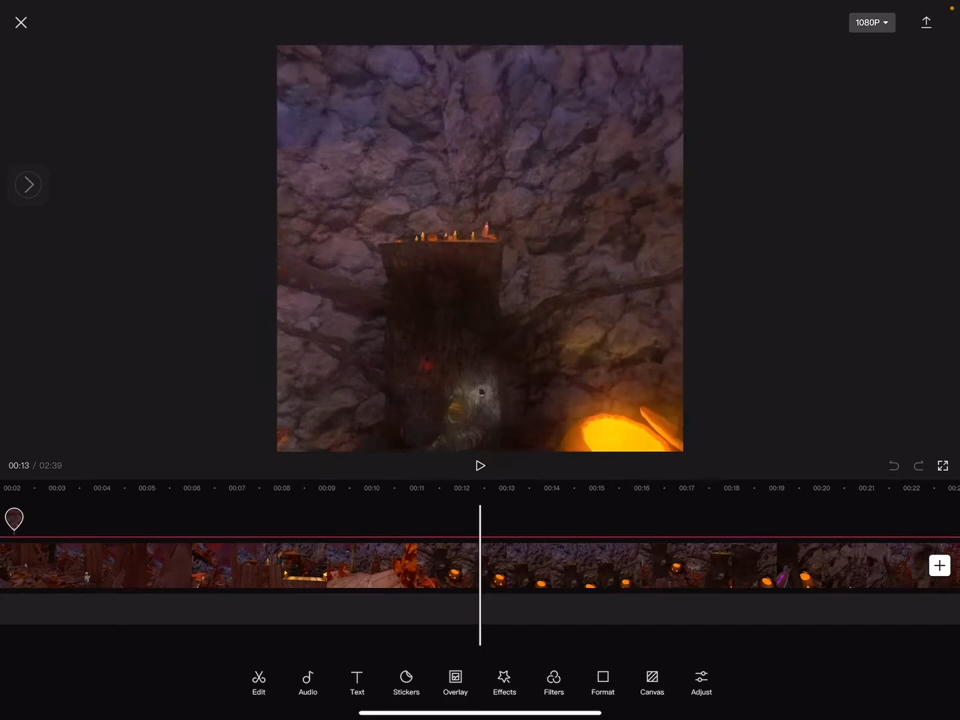 1080P
00:13 / 02:39
00:02 00:03 00:04 00:05 00:06 00:07 00:08 00:09 00:10 00:11 00:12 00:13 00:14 00:15 00:16 00:17 00:18 00:19 00:20 00:21 00:22
Edit Audio Text Stickers Overlay Effects Filters Format Canvas Adjust